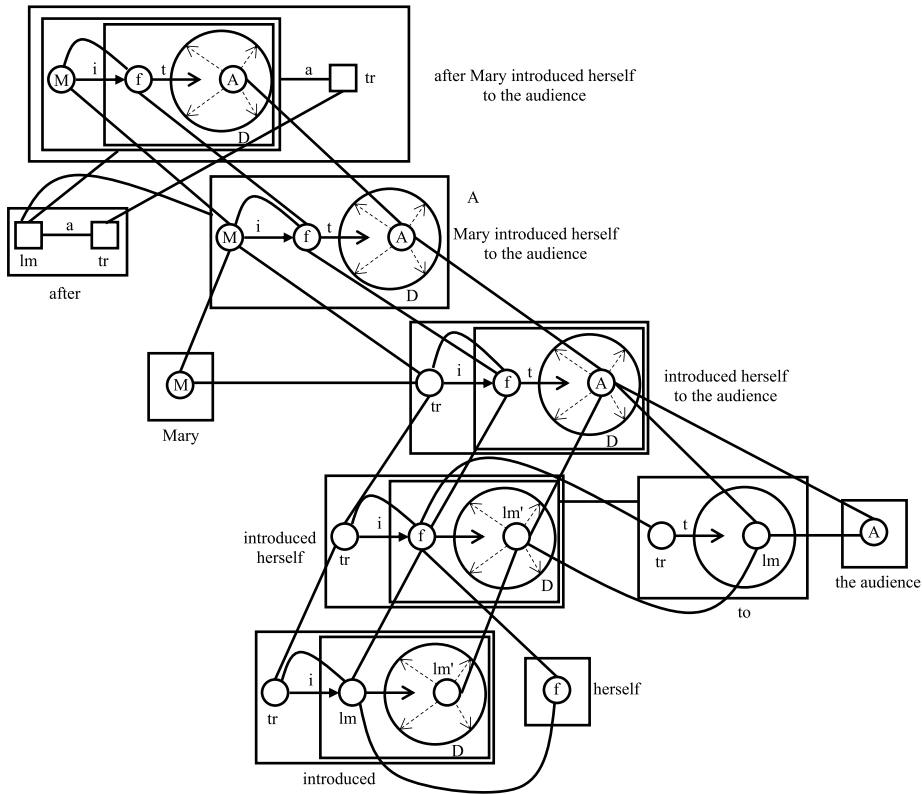 M
i
f
t
A
D
a
tr
after Mary introduced herself
to the audience
a
lm
tr
after
M
i
f
t
A
D
A
Mary introduced herself
to the audience
M
Mary
i
f
t
A
tr
D
introduced herself
to the audience
introduced
herself
i
f
lm'
tr
D
t
tr
lm
to
A
the audience
i
lm'
tr
lm
D
introduced
f
herself